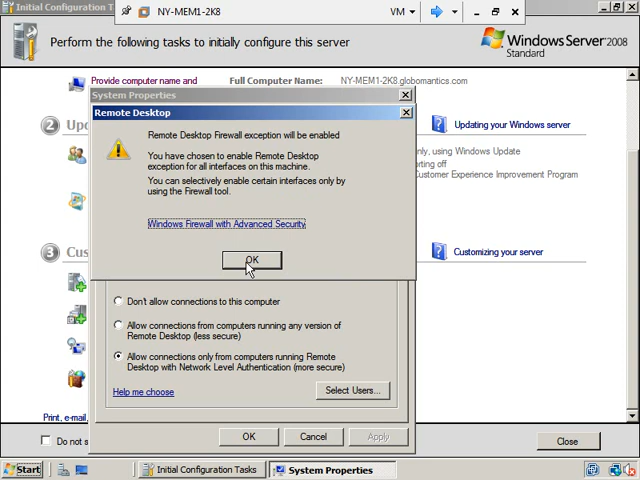 Initial Configuration T
NY-MEM1-2K8
VM
Perform the following tasks to initially configure this server
Windows Server 2008
Standard
Provide computer name and
Full Computer Name:
NY-MEM1-2K8.globomantics.com
System Properties
Remote Desktop
2
Upd
Updating your Windows server
Remote Desktop Firewall exception will be enabled
You have chosen to enable Remote Desktop
exception for all interfaces on this machine.
You can selectively enable certain interfaces only by
using the Firewall tool.
Windows Firewall with Advanced Security
only, using Windows Update
orting off
Customer Experience Improvement Program
3
Cus
Customizing your server
OK
Don't allow connections to this computer
Allow connections from computers running any version of
Remote Desktop (less secure)
Allow connections only from computers running Remote
Desktop with Network Level Authentication (more secure)
Help me choose
Select Users...
Print, e-mail,
Do not s
OK
Cancel
Apply
Close
Start
Initial Configuration Tasks
System Properties